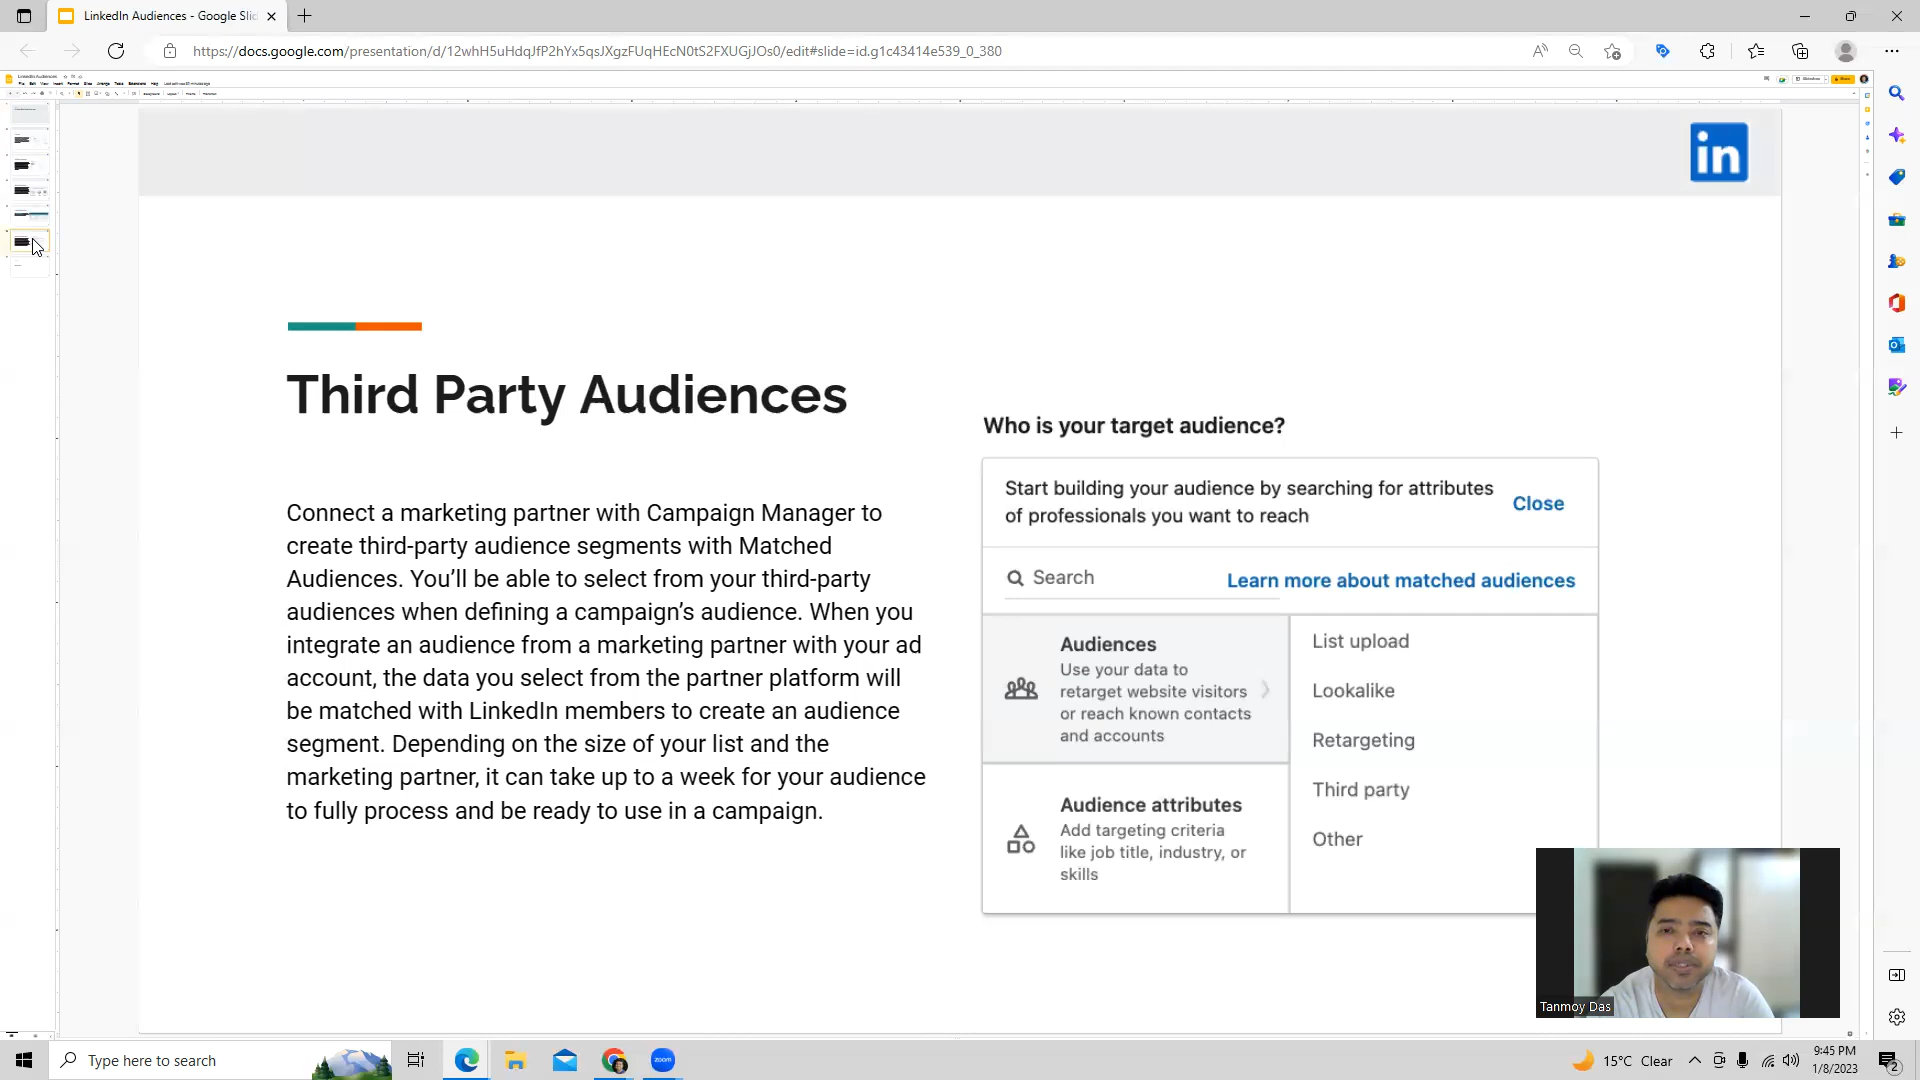 LinkedIn Audiences - Google Slid
https://docs.google.com/presentation/d/12whH5uHdqJfP2hYx5qsJXgzFUqHEcN0tS2FXUGjJOs0/edit#slide=id.g1c43414e539_0_380
LinkedIn Audiences
in
Third Party Audiences
Connect a marketing partner with Campaign Manager to
create third-party audience segments with Matched
Audiences. You’ll be able to select from your third-party
audiences when defining a campaign’s audience. When you
integrate an audience from a marketing partner with your ad
account, the data you select from the partner platform will
be matched with LinkedIn members to create an audience
segment. Depending on the size of your list and the
marketing partner, it can take up to a week for your audience
to fully process and be ready to use in a campaign.
Who is your target audience?
Start building your audience by searching for attributes
of professionals you want to reach
Close
Search
Learn more about matched audiences
Audiences
Use your data to
retarget website visitors
or reach known contacts
and accounts
Audience attributes
Add targeting criteria
like job title, industry, or
skills
List upload
Lookalike
Retargeting
Third party
Other
Tanmoy Das
Type here to search
zoom
15°C Clear
9:45 PM
1/8/2023
2